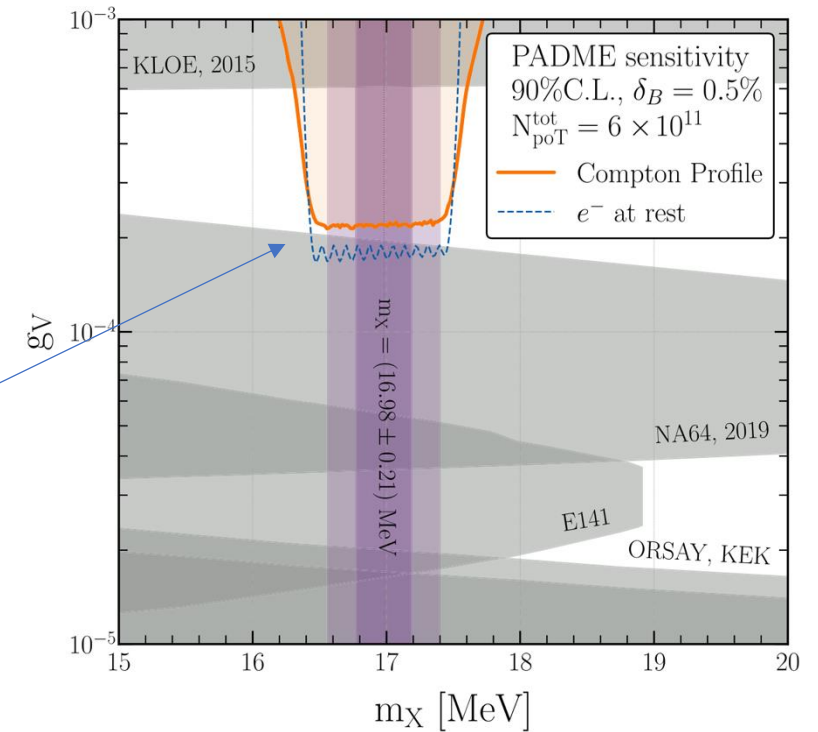 10⁻³
KLOE, 2015
PADME sensitivity
90%C.L., δ_B = 0.5%
N_poT^tot = 6 × 10¹¹
Compton Profile
e⁻ at rest
g_V
10⁻⁴
m_X = (16.98 ± 0.21) MeV
NA64, 2019
E141
ORSAY, KEK
10⁻⁵
15 16 17 18 19 20
m_X [MeV]